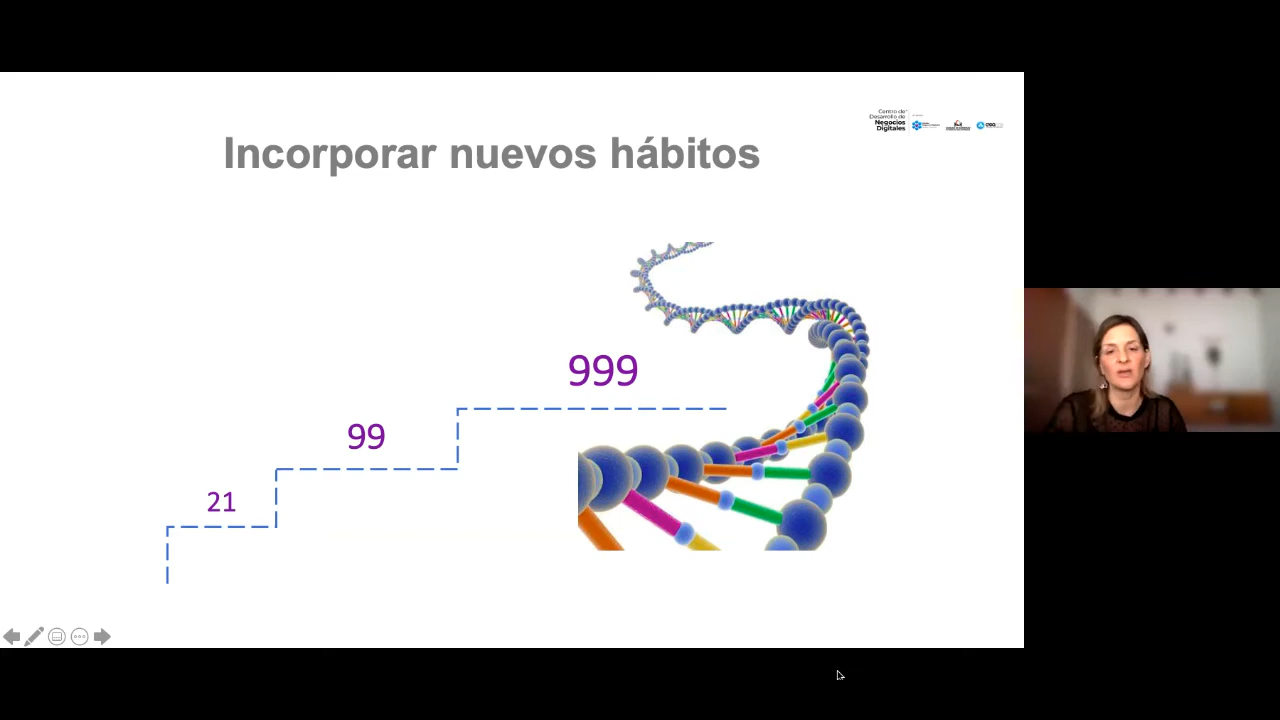 Centro de
Desarrollo de
Negocios
Digitales
Incorporar nuevos hábitos
999
99
21